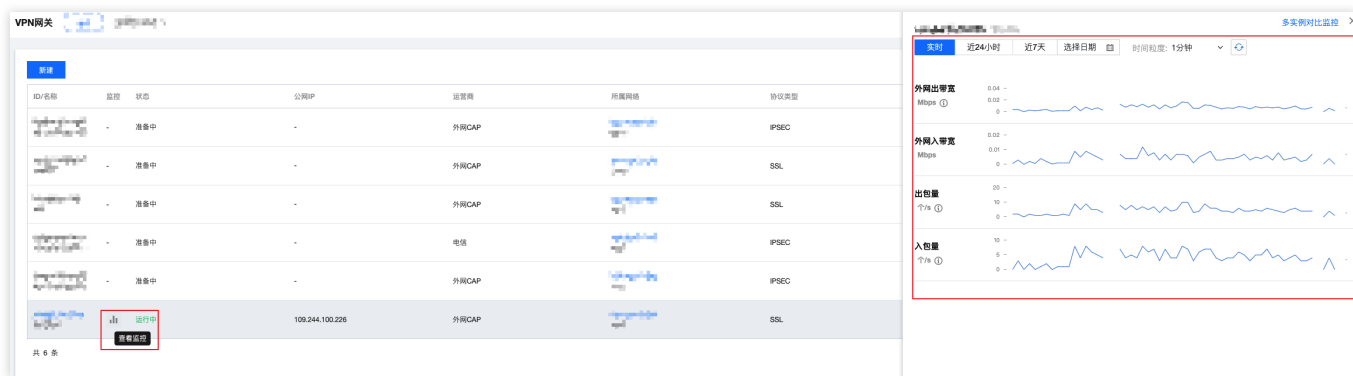 VPN网关
多实例对比监控
实时 近24小时 近7天 选择日期 时间粒度：1分钟
新建
ID/名称 监控 状态 公网IP 运营商 所属网络 协议类型
- 准备中 - 外网CAP IPSEC
- 准备中 - 外网CAP SSL
- 准备中 - 外网CAP SSL
- 准备中 - 电信 IPSEC
- 准备中 - 外网CAP IPSEC
运行中 109.244.100.226 外网CAP SSL
查看监控
共 6 条
外网出带宽
Mbps
0.04
0.02
0
外网入带宽
Mbps
0.02
0.01
0
出包量
个/s
20
10
0
入包量
个/s
10
5
0